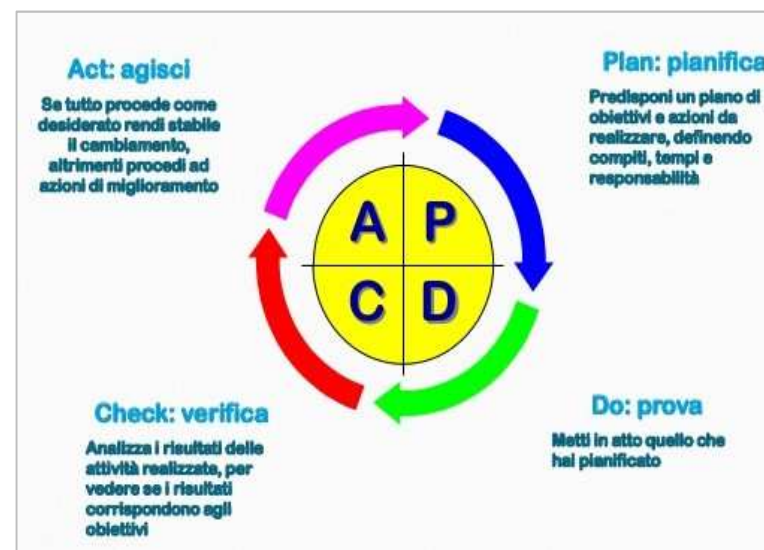 Act: agisci
Se tutto procede come
desiderato rendi stabile
il cambiamento,
altrimenti procedi ad
azioni di miglioramento
Plan: pianifica
Predisponi un piano di
obiettivi e azioni da
realizzare, definendo
compiti, tempi e
responsabilità
A P
C D
Check: verifica
Analizza i risultati delle
attività realizzate, per
vedere se i risultati
corrispondono agli
obiettivi
Do: prova
Metti in atto quello che
hai pianificato